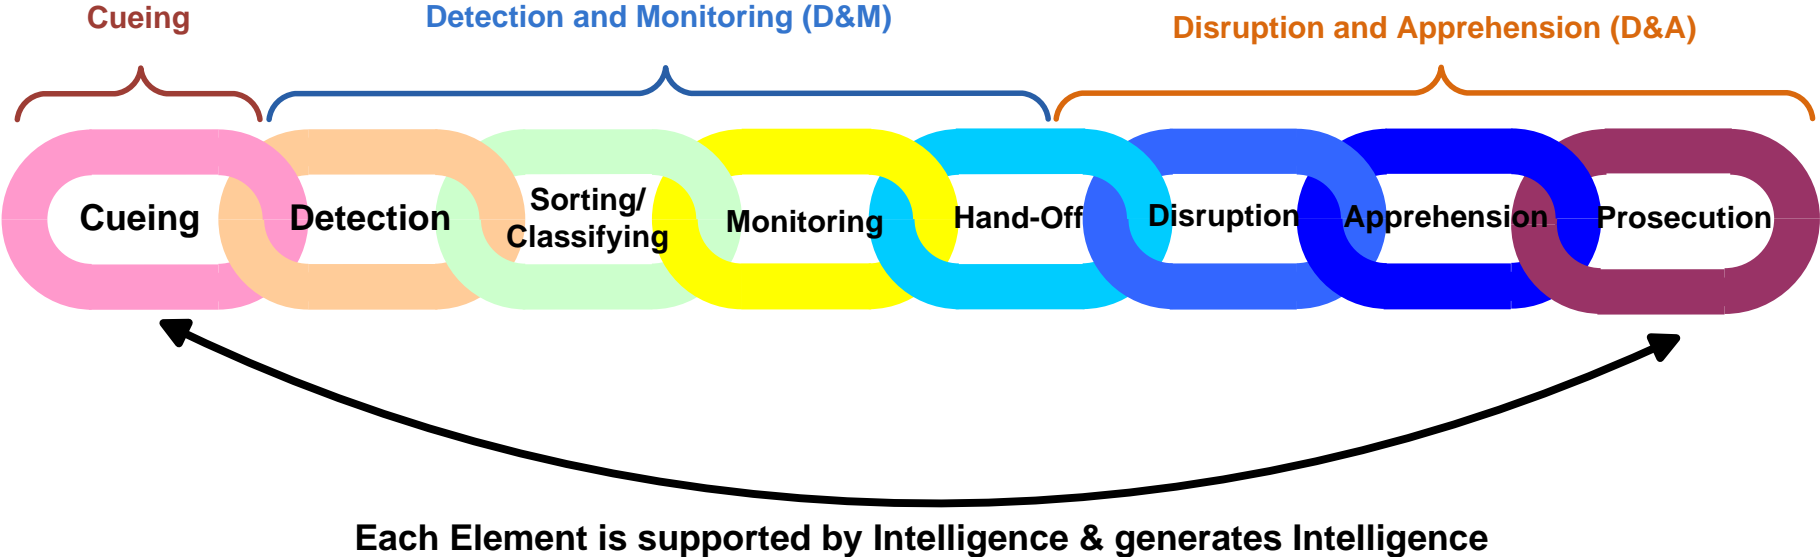 Cueing
Detection and Monitoring (D&M)
Disruption and Apprehension (D&A)
Cueing
Detection
Sorting/
Classifying
Monitoring
Hand-Off
Disruption
Apprehension
Prosecution
Each Element is supported by Intelligence & generates Intelligence